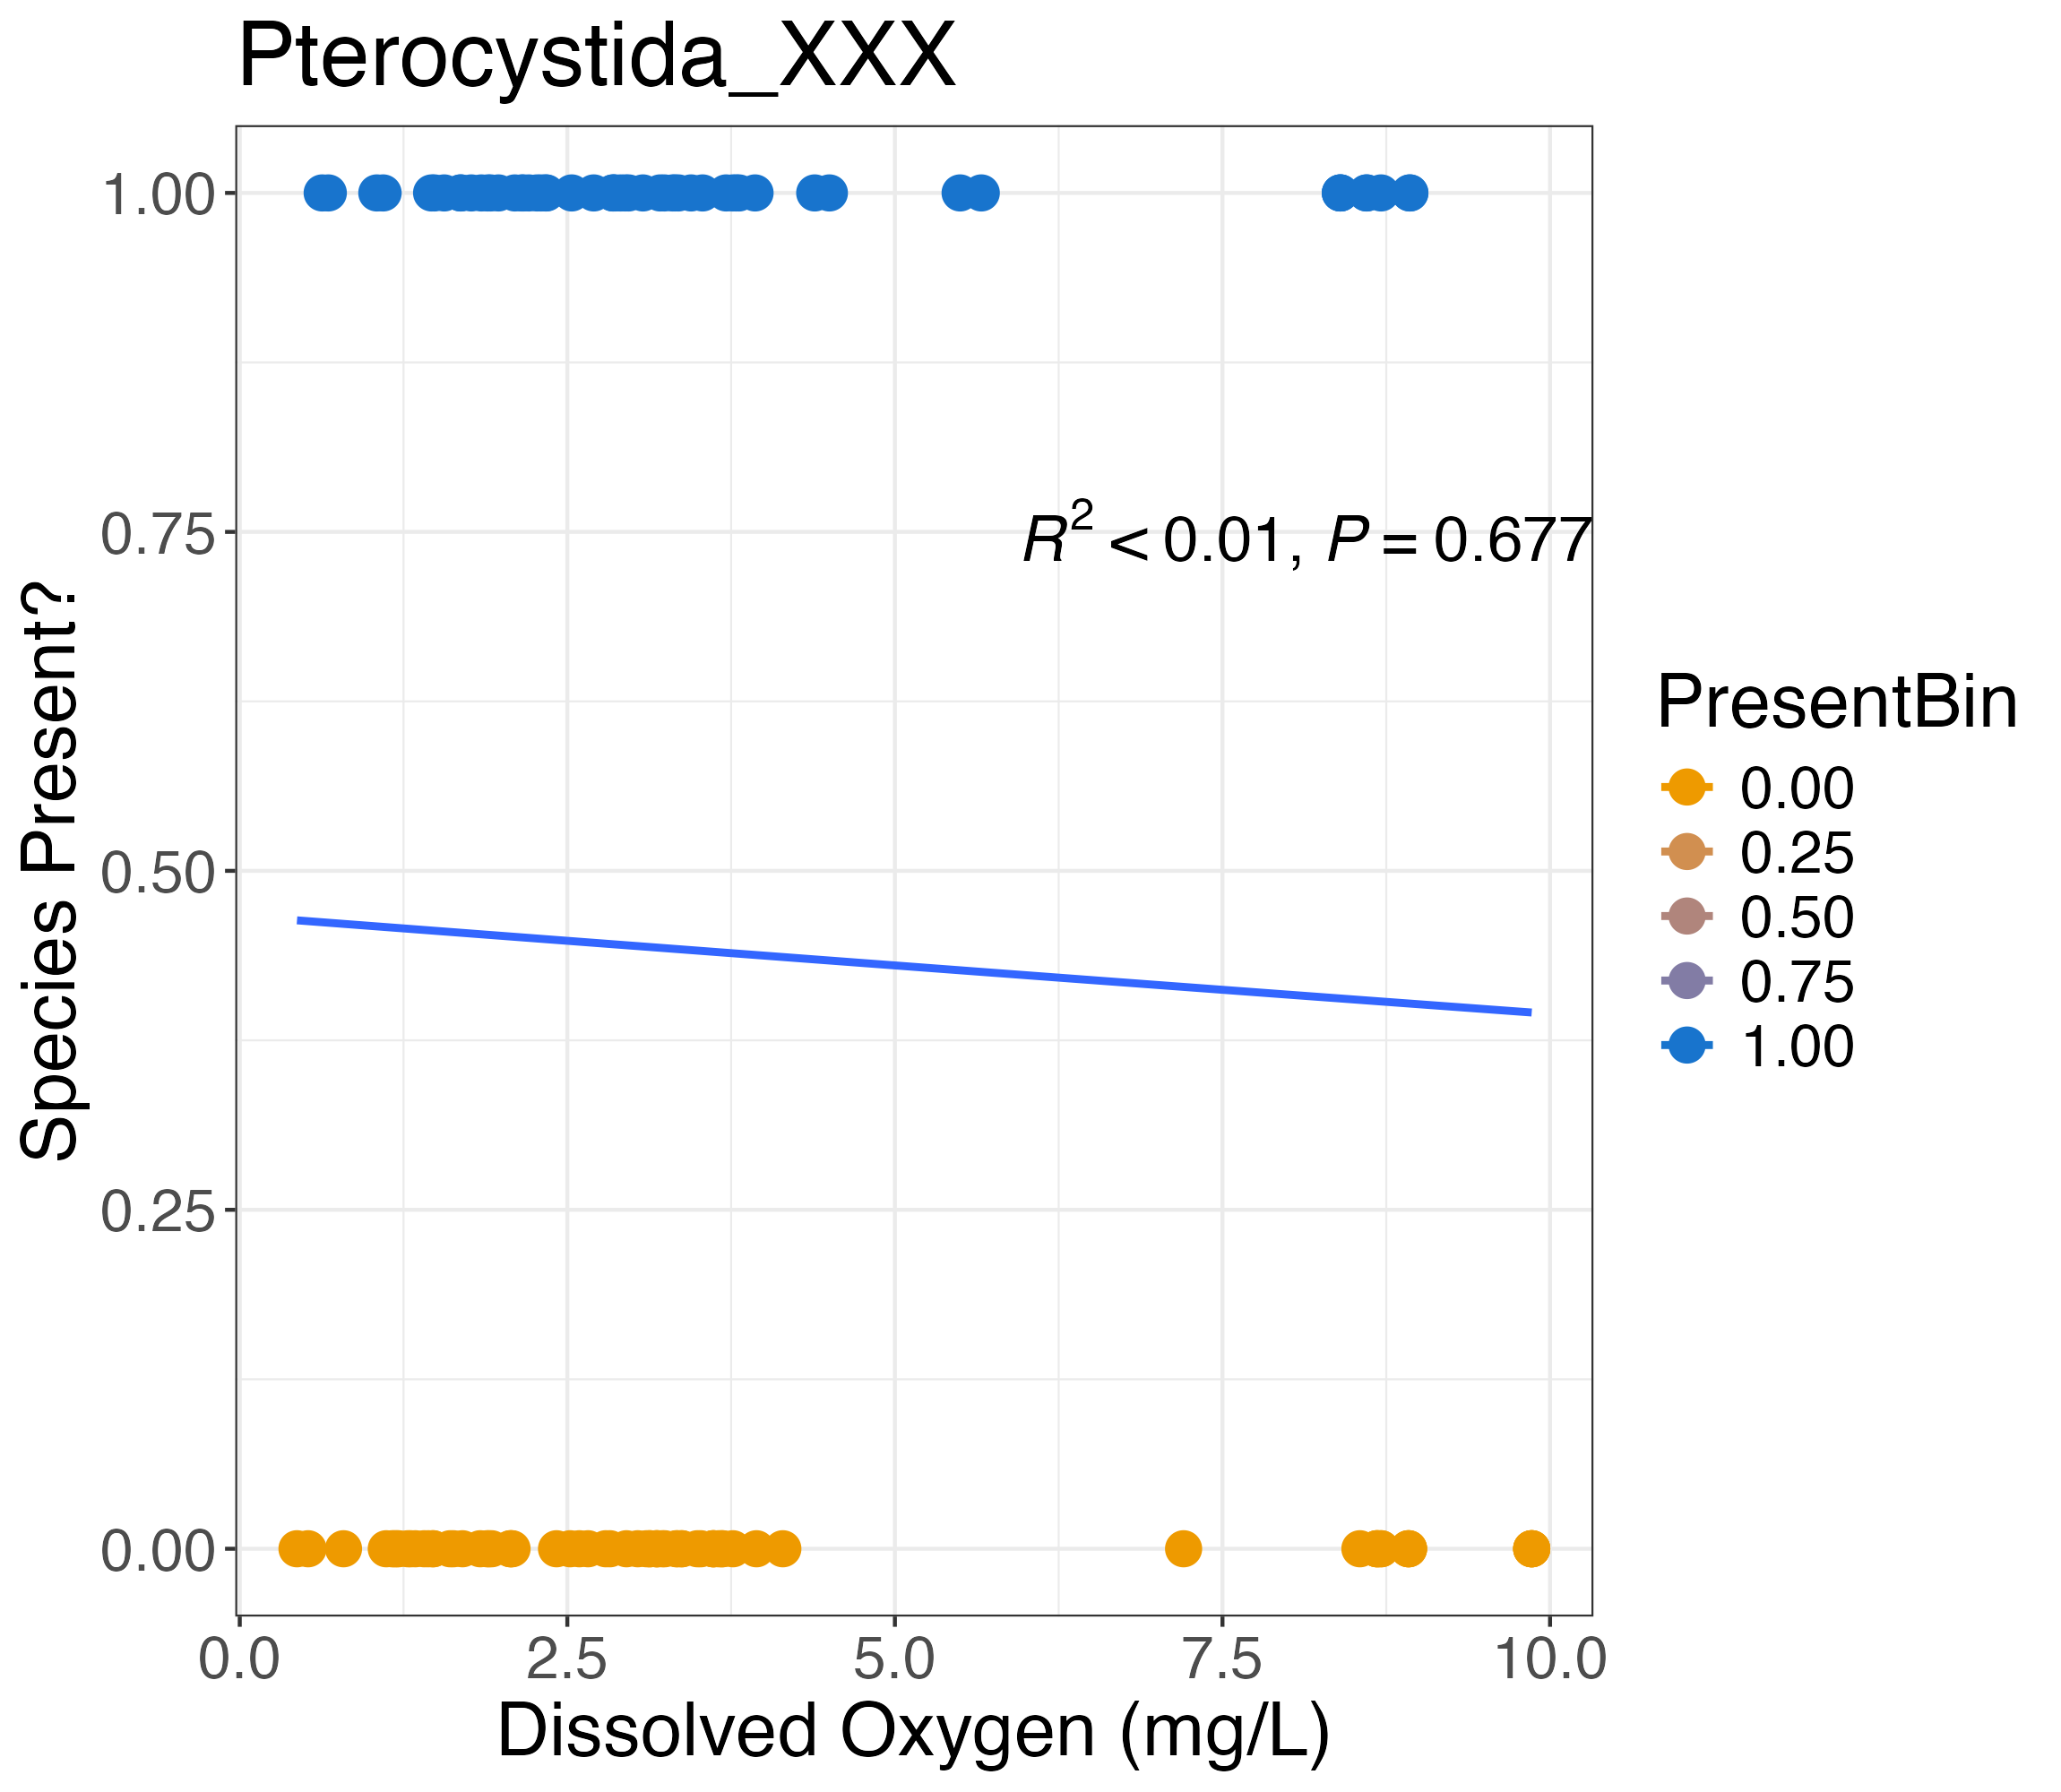 Pterocystida_XXX
1.00
0.75
0.50
0.25
0.00
Species Present?
R² < 0.01, P = 0.677
0.0 2.5 5.0 7.5 10.0
Dissolved Oxygen (mg/L)
PresentBin
0.00
0.25
0.50
0.75
1.00